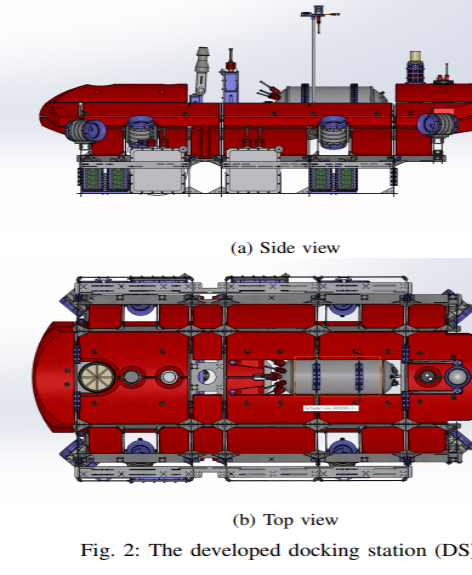 (a) Side view
(b) Top view
Fig. 2: The developed docking station (DS)